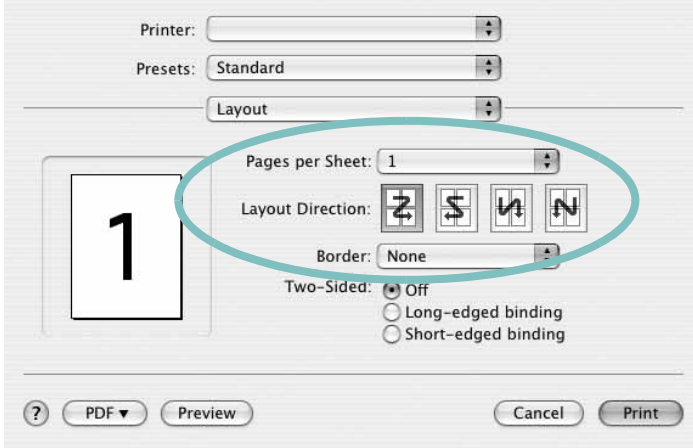 Printer:
Presets: Standard
Layout
Pages per Sheet: 1
Layout Direction:
Border: None
Two-Sided: Off
Long-edged binding
Short-edged binding
1
? PDF▼ Preview Cancel Print